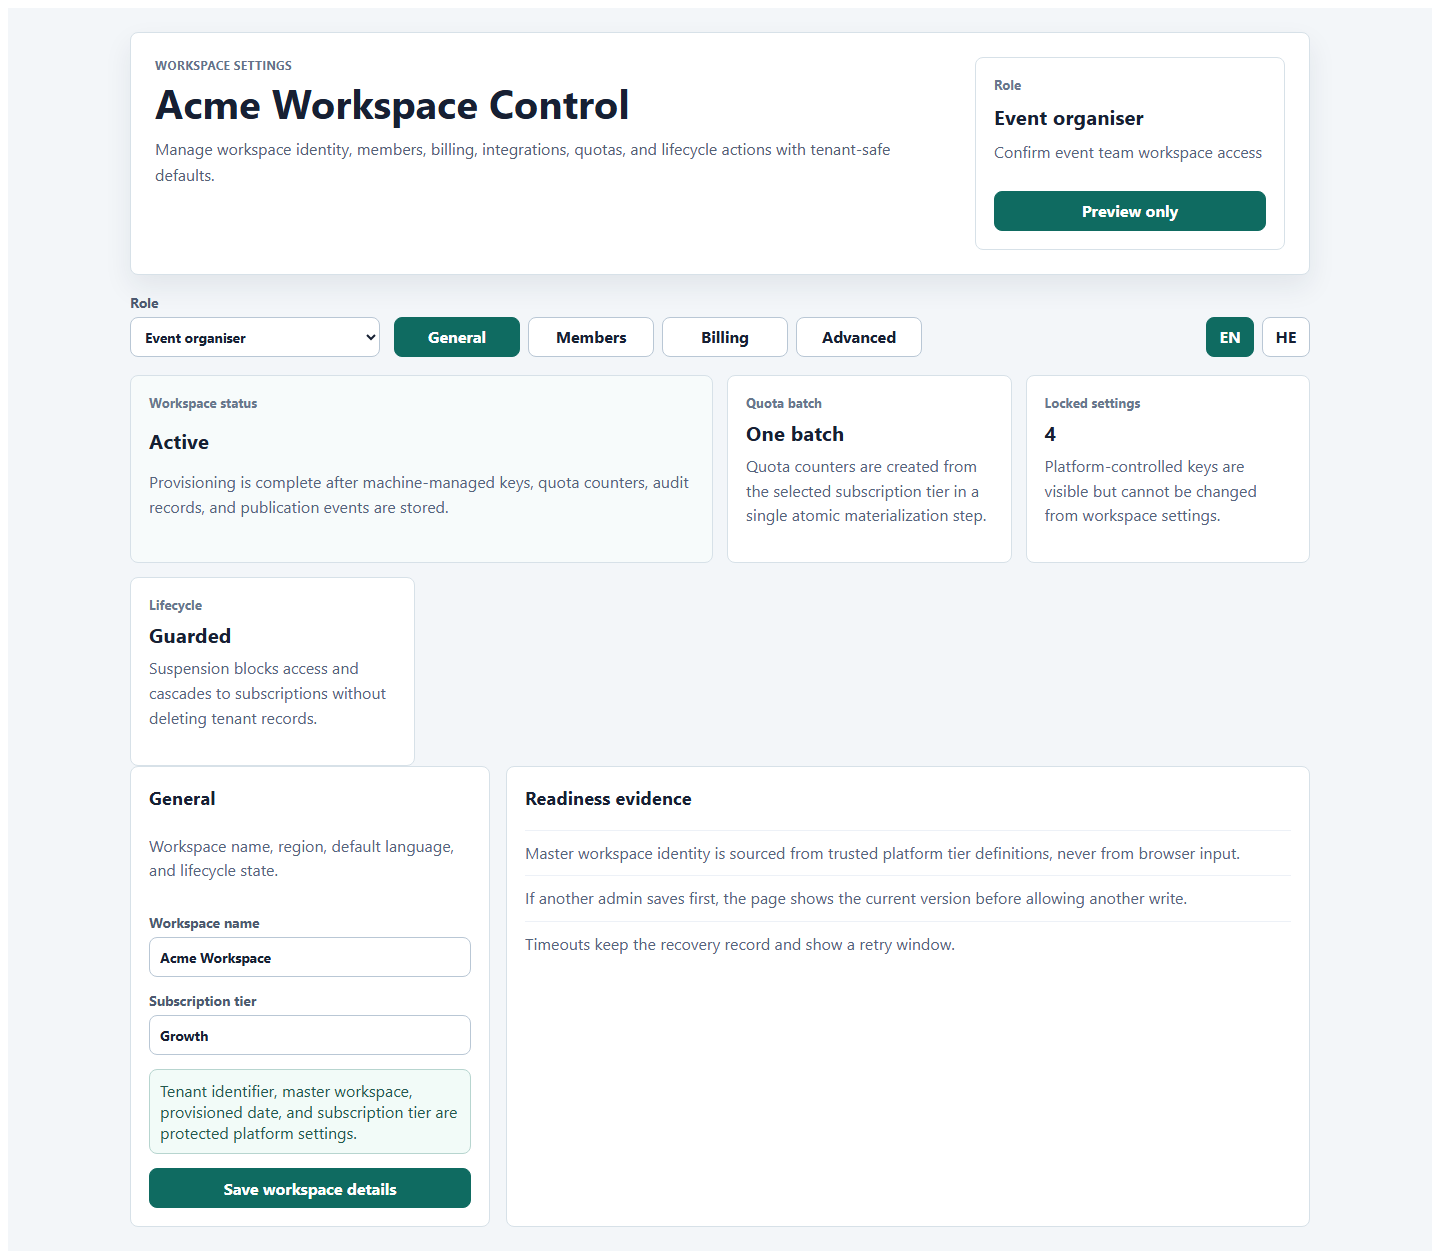 WORKSPACE SETTINGS
Acme Workspace Control
Manage workspace identity, members, billing, integrations, quotas, and lifecycle actions with tenant-safe
defaults.
Role
Event organiser
Confirm event team workspace access
Preview only
Role
Event organiser
General
Members
Billing
Advanced
EN
HE
Workspace status
Active
Provisioning is complete after machine-managed keys, quota counters, audit
records, and publication events are stored.
Quota batch
One batch
Quota counters are created from
the selected subscription tier in a
single atomic materialization step.
Locked settings
4
Platform-controlled keys are
visible but cannot be changed
from workspace settings.
Lifecycle
Guarded
Suspension blocks access and
cascades to subscriptions without
deleting tenant records.
General
Workspace name, region, default language,
and lifecycle state.
Workspace name
Acme Workspace
Subscription tier
Growth
Tenant identifier, master workspace,
provisioned date, and subscription tier are
protected platform settings.
Save workspace details
Readiness evidence
Master workspace identity is sourced from trusted platform tier definitions, never from browser input.
If another admin saves first, the page shows the current version before allowing another write.
Timeouts keep the recovery record and show a retry window.